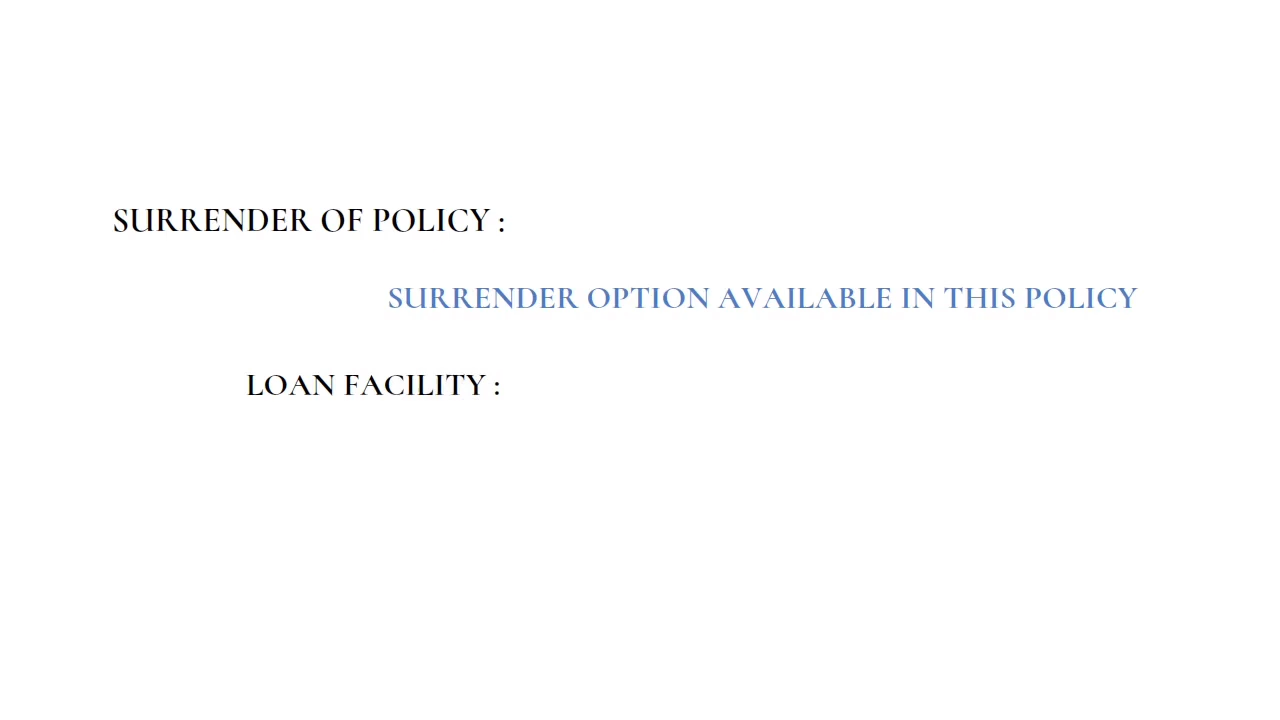 SURRENDER OF POLICY :
SURRENDER OPTION AVAILABLE IN THIS POLICY
LOAN FACILITY :